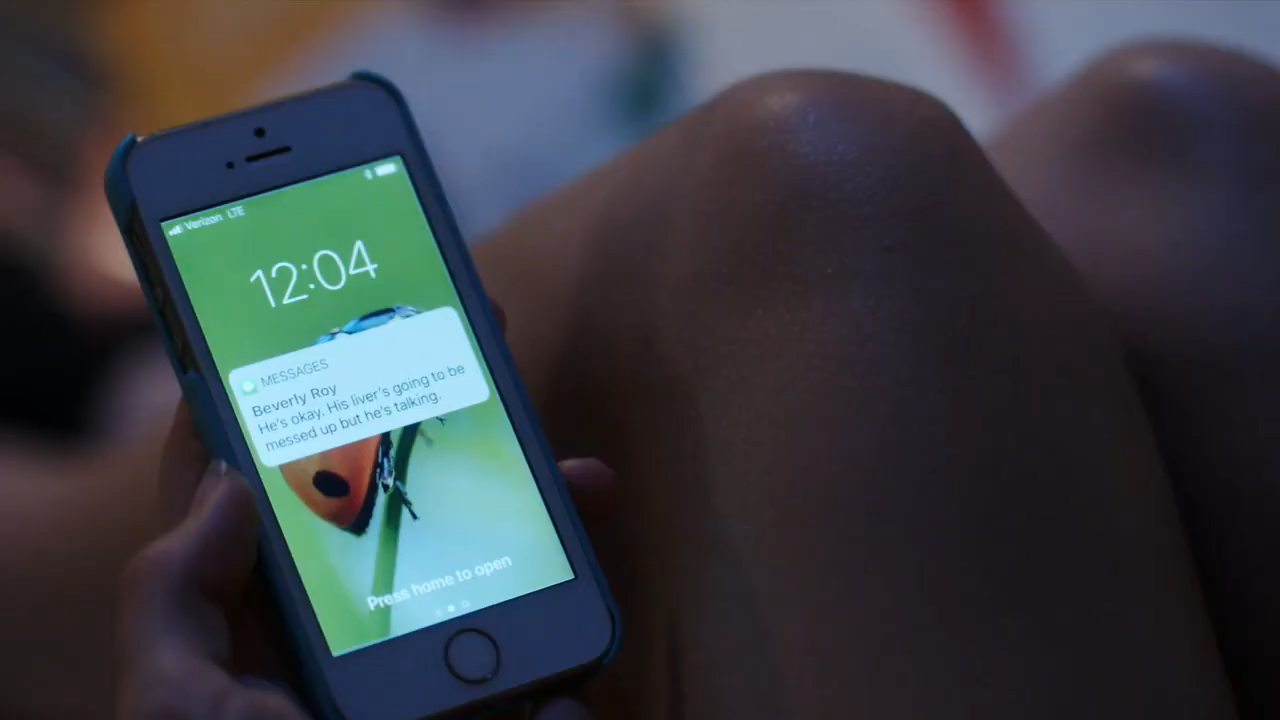 Verizon LTE
12:04
MESSAGES
Beverly Roy
He's okay. His liver's going to be
messed up but he's talking.
Press home to open